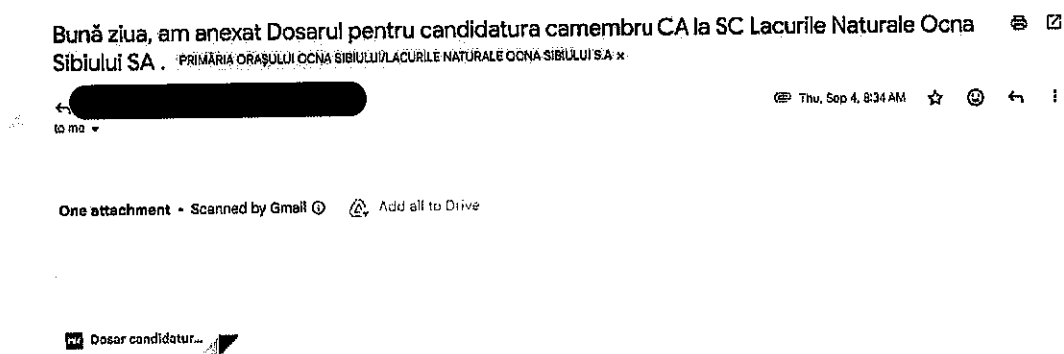 Bună ziua, am anexat Dosarul pentru candidatura camembru CA la SC Lacurile Naturale Ocna
Sibiului SA . PRIMĂRIA ORAȘULUI OCNA SIBIULUI/LACURILE NATURALE OCNA SIBIULUI S.A ×
Thu, Sep 4, 8:34 AM
to me
One attachment • Scanned by Gmail
Add all to Drive
Dosar candidatur...